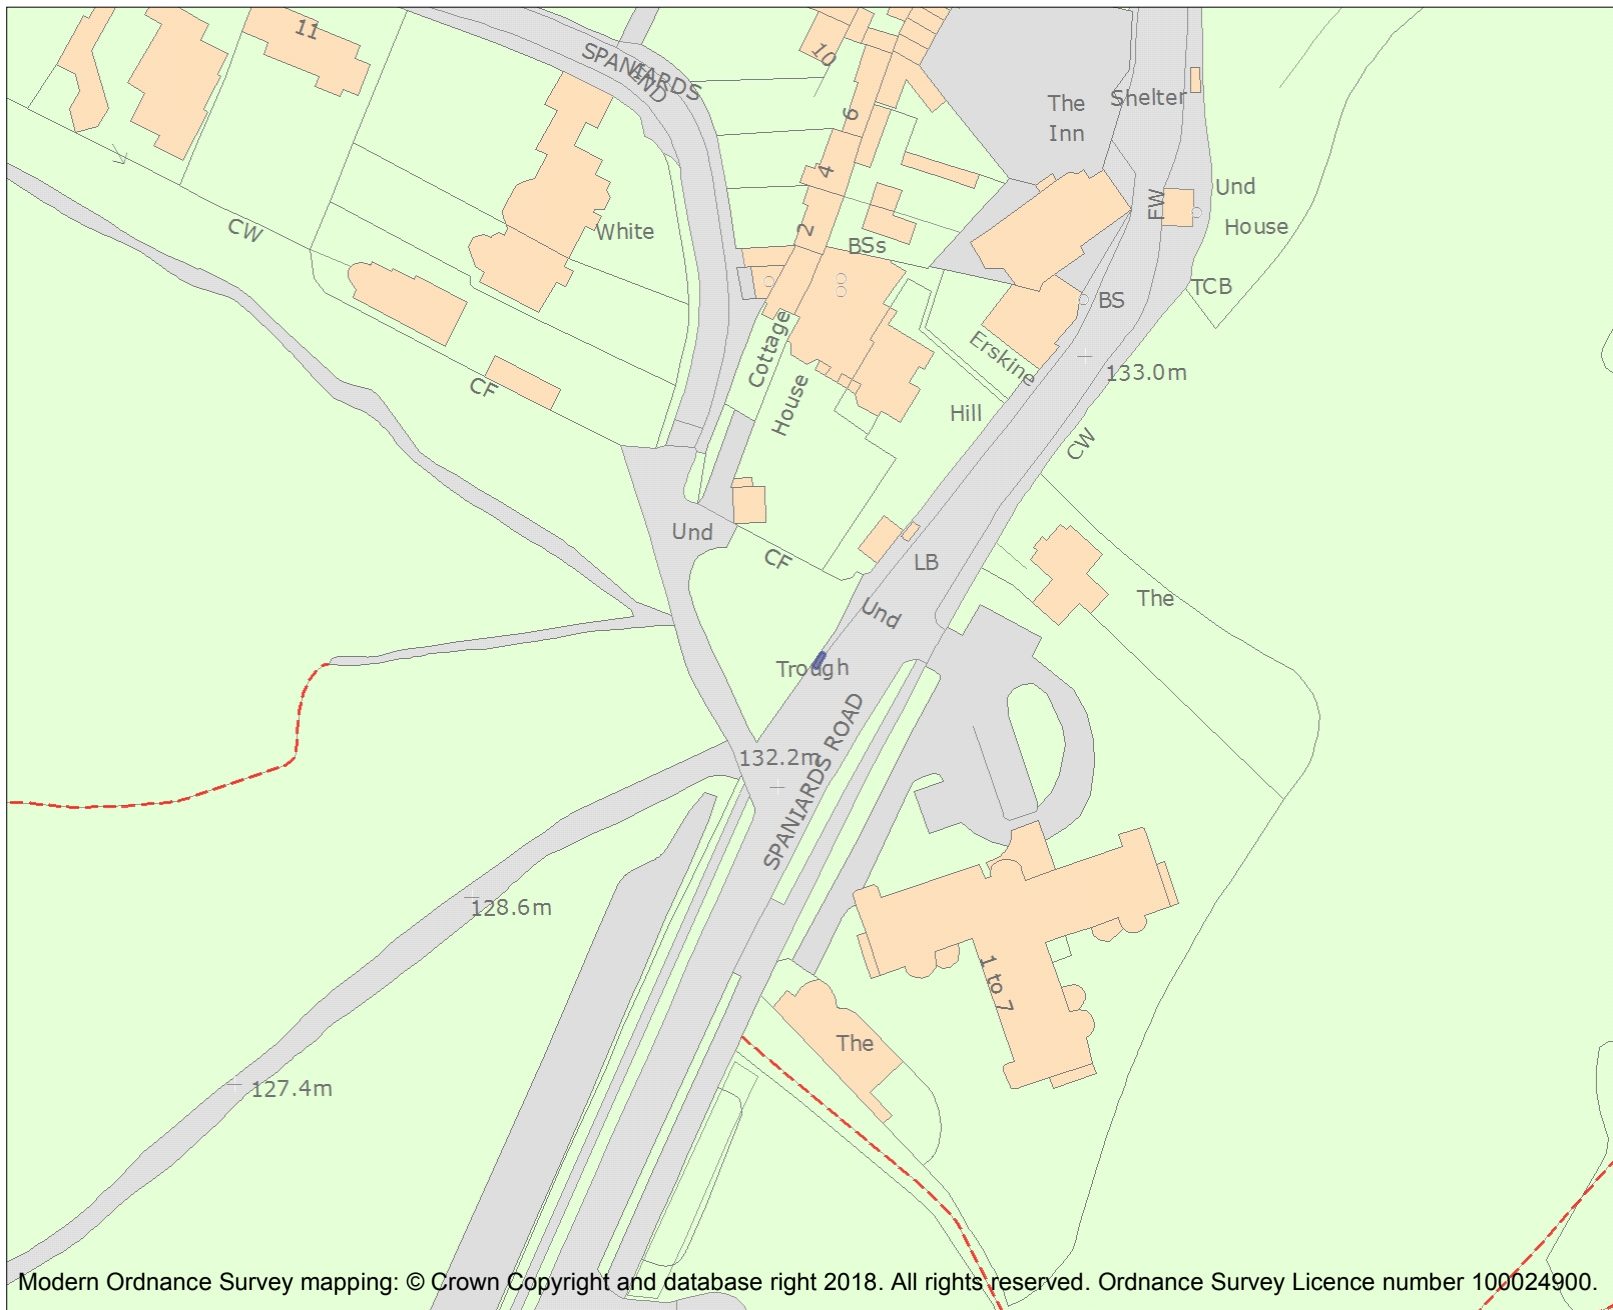 11
SPANIARDS
END
10
The
Inn
Shelter
6
4
2
CW
White
BSs
FW
Und
House
TCB
BS
Cottage
House
Erskine
133.0m
CF
Hill
CW
Und
CF
LB
Und
The
Trough
SPANIARDS ROAD
132.2m
128.6m
1 to 7
The
127.4m
Modern Ordnance Survey mapping: © Crown Copyright and database right 2018. All rights reserved. Ordnance Survey Licence number 100024900.